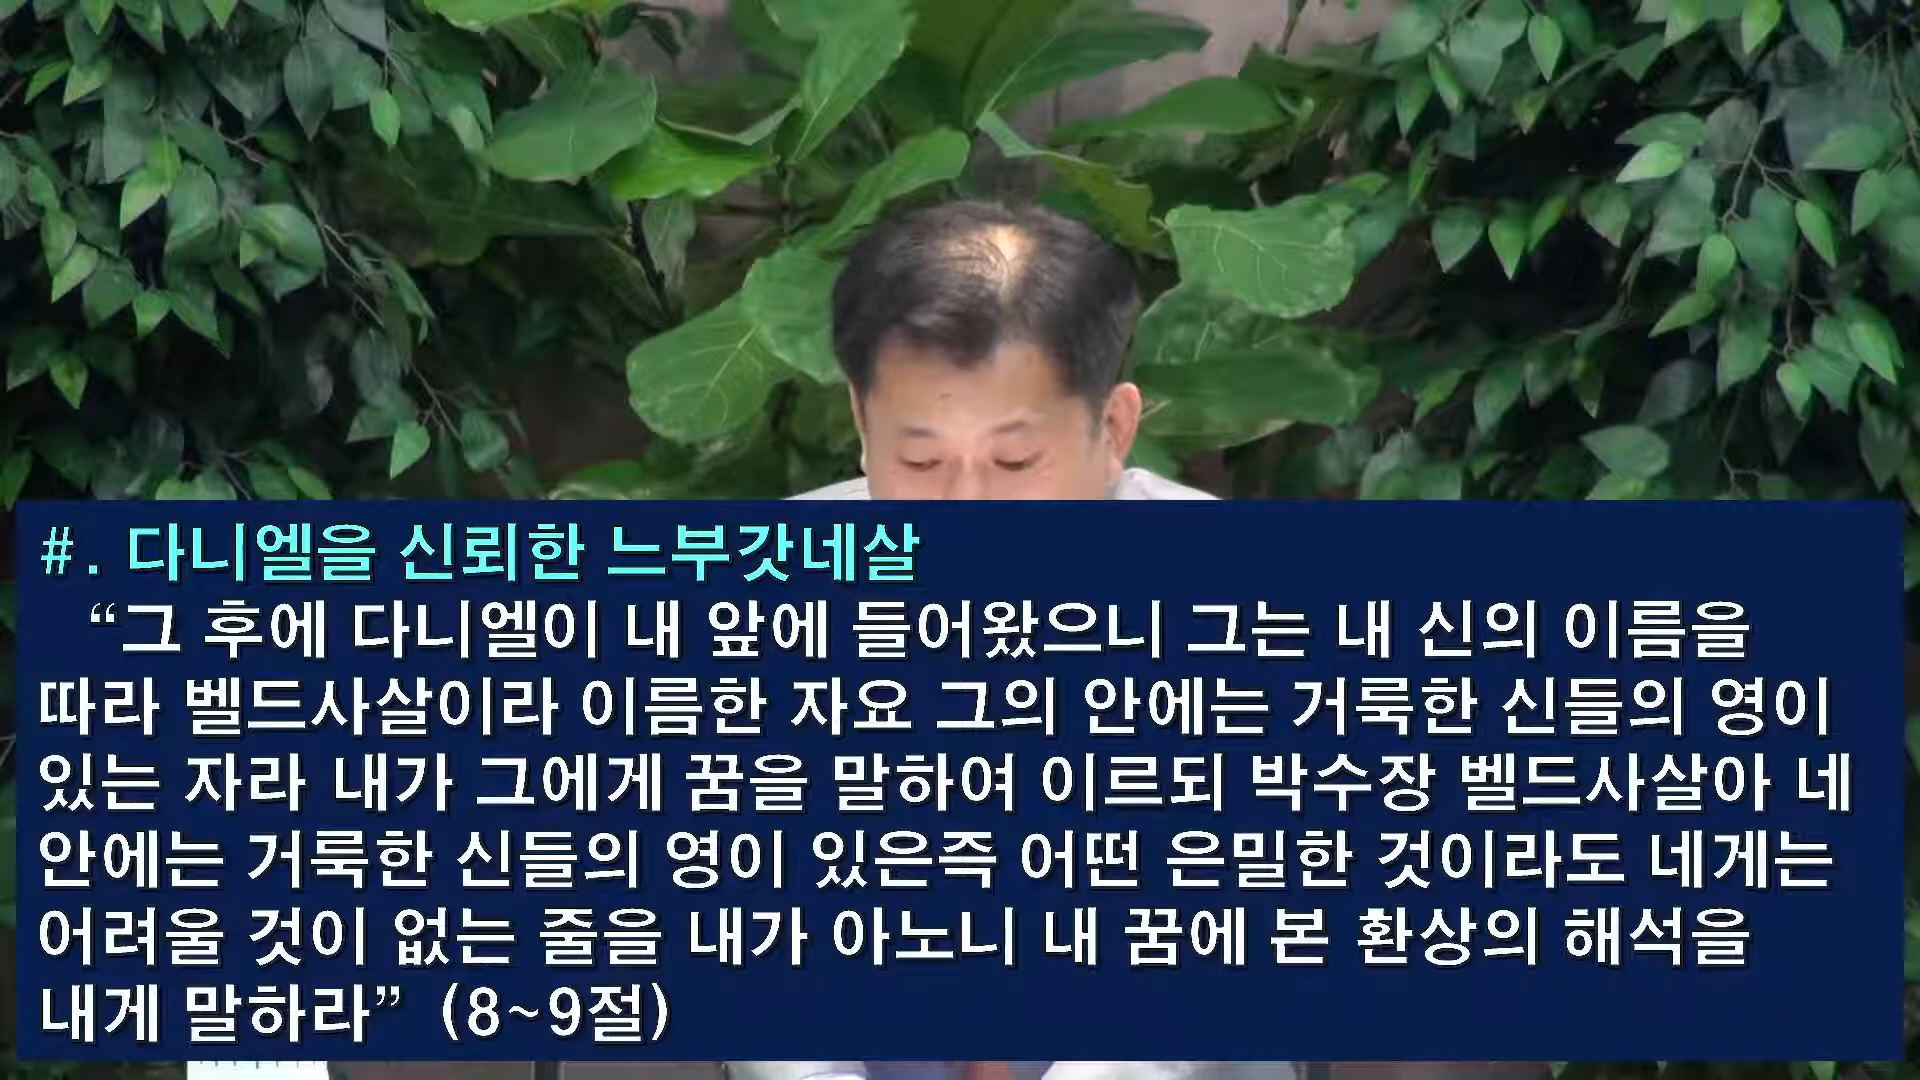 #. 다니엘을 신뢰한 느부갓네살
“그 후에 다니엘이 내 앞에 들어왔으니 그는 내 신의 이름을
따라 벨드사살이라 이름한 자요 그의 안에는 거룩한 신들의 영이
있는 자라 내가 그에게 꿈을 말하여 이르되 박수장 벨드사살아 네
안에는 거룩한 신들의 영이 있은즉 어떤 은밀한 것이라도 네게는
어려울 것이 없는 줄을 내가 아노니 내 꿈에 본 환상의 해석을
내게 말하라” (8~9절)